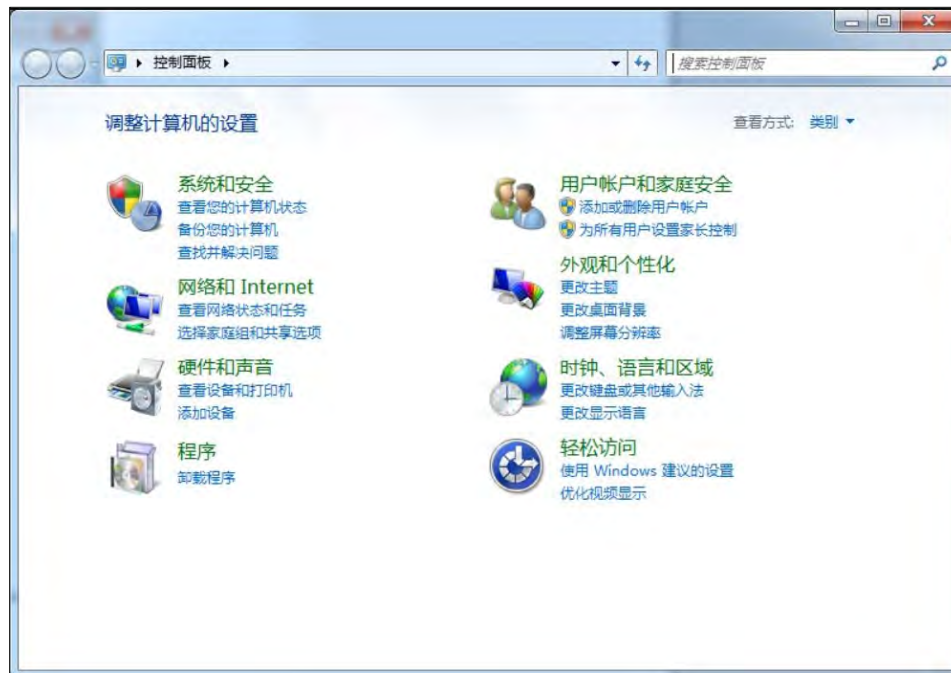 控制面板
搜索控制面板
调整计算机的设置
查看方式: 类别
系统和安全
查看您的计算机状态
备份您的计算机
查找并解决问题
网络和 Internet
查看网络状态和任务
选择家庭组和共享选项
硬件和声音
查看设备和打印机
添加设备
程序
卸载程序
用户帐户和家庭安全
添加或删除用户帐户
为所有用户设置家长控制
外观和个性化
更改主题
更改桌面背景
调整屏幕分辨率
时钟、语言和区域
更改键盘或其他输入法
更改显示语言
轻松访问
使用 Windows 建议的设置
优化视频显示